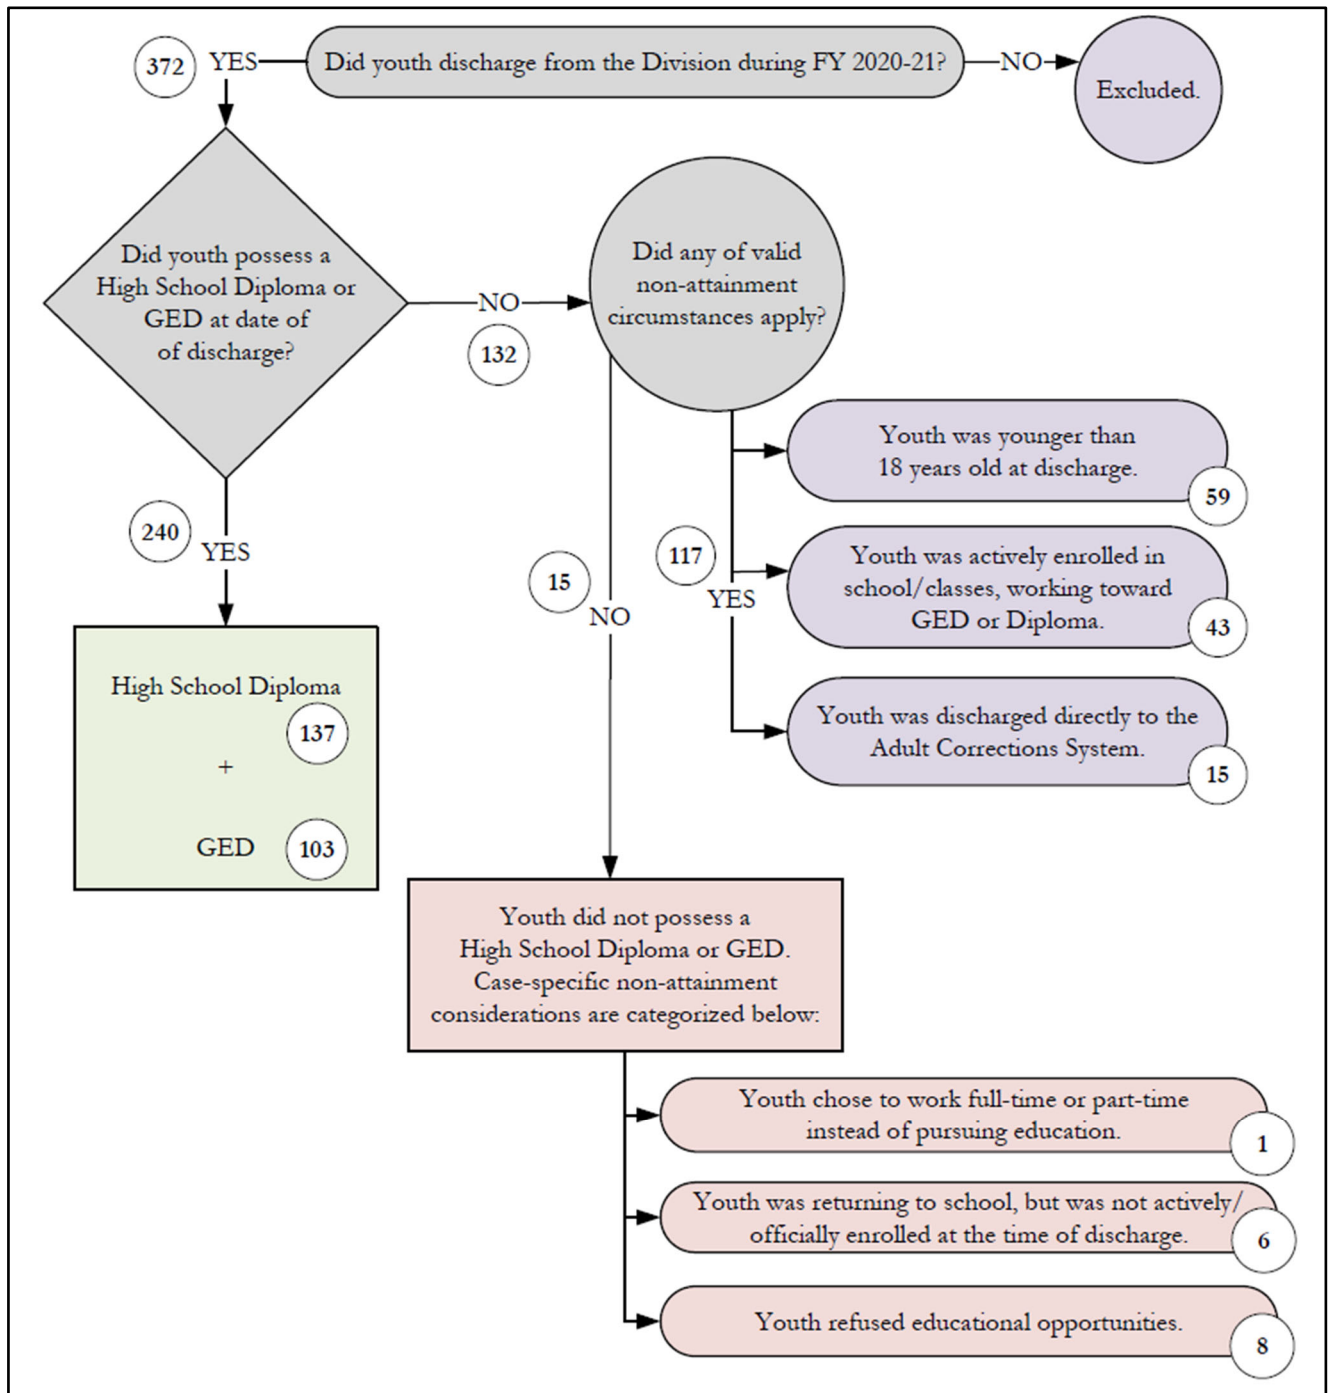 372
YES
Did youth discharge from the Division during FY 2020-21?
NO
Excluded.
Did youth possess a
High School Diploma or
GED at date of
of discharge?
NO
132
Did any of valid
non-attainment
circumstances apply?
240
YES
High School Diploma
137
+
GED
103
15
NO
117
YES
Youth was younger than
18 years old at discharge.
59
Youth was actively enrolled in
school/classes, working toward
GED or Diploma.
43
Youth was discharged directly to the
Adult Corrections System.
15
Youth did not possess a
High School Diploma or GED.
Case-specific non-attainment
considerations are categorized below:
Youth chose to work full-time or part-time
instead of pursuing education.
1
Youth was returning to school, but was not actively/
officially enrolled at the time of discharge.
6
Youth refused educational opportunities.
8